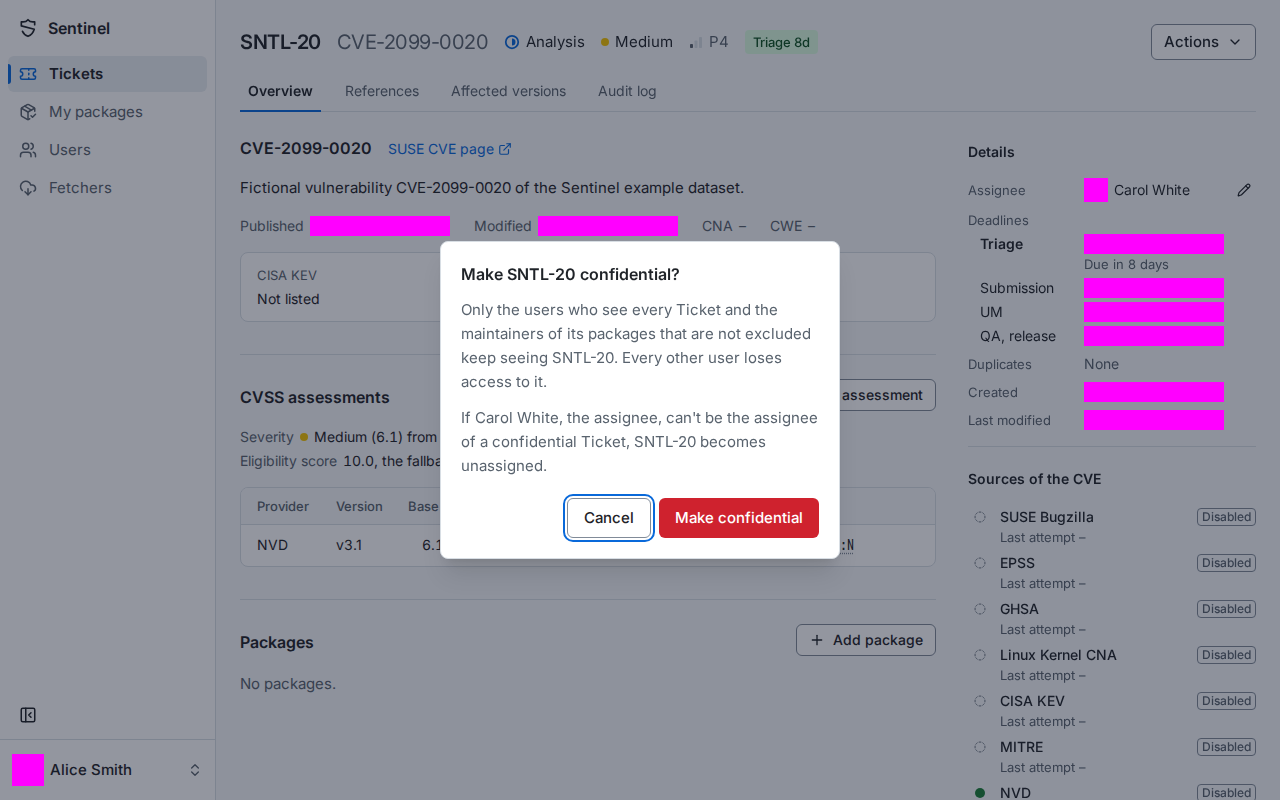 Sentinel
Tickets
My packages
Users
Fetchers
Alice Smith
SNTL-20 CVE-2099-0020 Analysis Medium P4 Triage 8d
Actions
Overview References Affected versions Audit log
CVE-2099-0020 SUSE CVE page
Fictional vulnerability CVE-2099-0020 of the Sentinel example dataset.
Published Modified CNA – CWE –
CISA KEV
Not listed
CVSS assessments
assessment
Severity Medium (6.1) from
Eligibility score 10.0, the
Provider Version Base
NVD v3.1 6.1
:N
Packages
Add package
No packages.
Make SNTL-20 confidential?
Only the users who see every Ticket and the
maintainers of its packages that are not excluded
keep seeing SNTL-20. Every other user loses
access to it.
If Carol White, the assignee, can't be the assignee
of a confidential Ticket, SNTL-20 becomes
unassigned.
Cancel Make confidential
Details
Assignee Carol White
Deadlines
Triage
Due in 8 days
Submission
UM
QA, release
Duplicates None
Created
Last modified
Sources of the CVE
SUSE Bugzilla Disabled
Last attempt –
EPSS Disabled
Last attempt –
GHSA Disabled
Last attempt –
Linux Kernel CNA Disabled
Last attempt –
CISA KEV Disabled
Last attempt –
MITRE Disabled
Last attempt –
NVD Disabled